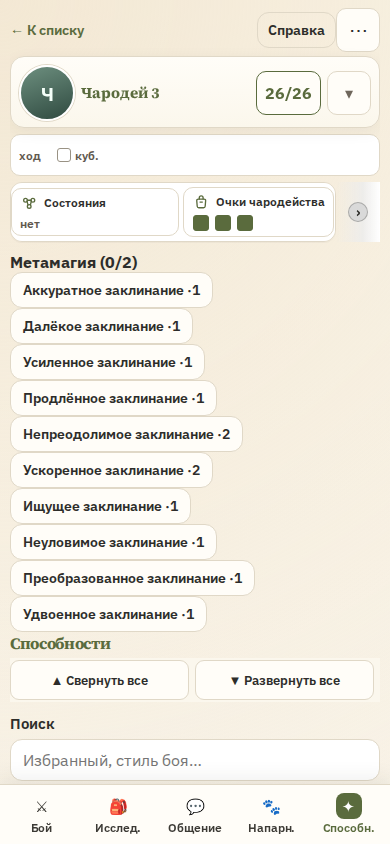 ← К списку
Справка
...
Ч
Чародей 3
26/26
▼
ход
куб.
Состояния
нет
Очки чародейства
›
Метамагия (0/2)
Аккуратное заклинание ·1
Далёкое заклинание ·1
Усиленное заклинание ·1
Продлённое заклинание ·1
Непреодолимое заклинание ·2
Ускоренное заклинание ·2
Ищущее заклинание ·1
Неуловимое заклинание ·1
Преобразованное заклинание ·1
Удвоенное заклинание ·1
Способности
▲ Свернуть все
▼ Развернуть все
Поиск
Избранный, стиль боя...
Бой
Исслед.
Общение
Напарн.
Способн.